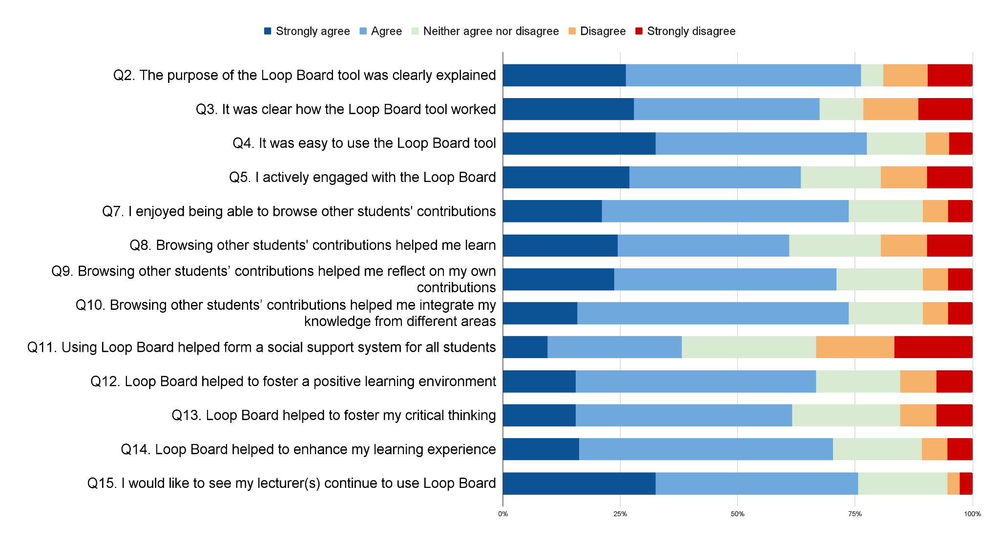 Strongly agree Agree Neither agree nor disagree Disagree Strongly disagree
Q2. The purpose of the Loop Board tool was clearly explained
Q3. It was clear how the Loop Board tool worked
Q4. It was easy to use the Loop Board tool
Q5. I actively engaged with the Loop Board
Q7. I enjoyed being able to browse other students' contributions
Q8. Browsing other students' contributions helped me learn
Q9. Browsing other students’ contributions helped me reflect on my own
contributions
Q10. Browsing other students’ contributions helped me integrate my
knowledge from different areas
Q11. Using Loop Board helped form a social support system for all students
Q12. Loop Board helped to foster a positive learning environment
Q13. Loop Board helped to foster my critical thinking
Q14. Loop Board helped to enhance my learning experience
Q15. I would like to see my lecturer(s) continue to use Loop Board
0% 25% 50% 75% 100%